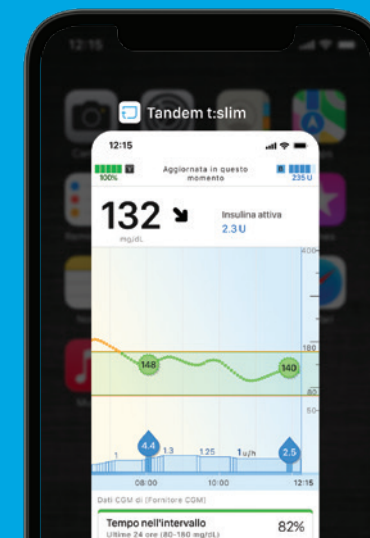 12:15
Tandem t:slim
12:15
Aggiornata in questo
momento
100%
235 U
132
mg/dL
Insulina attiva
2.3 U
400
180
148
140
80
50
4.4
2.5
1
1.3
1.25
1u/h
08:00
10:00
12:15
Dati CGM di [Fornitore CGM]
Tempo nell'intervallo
Ultime 24 ore (80-180 mg/dL)
82%